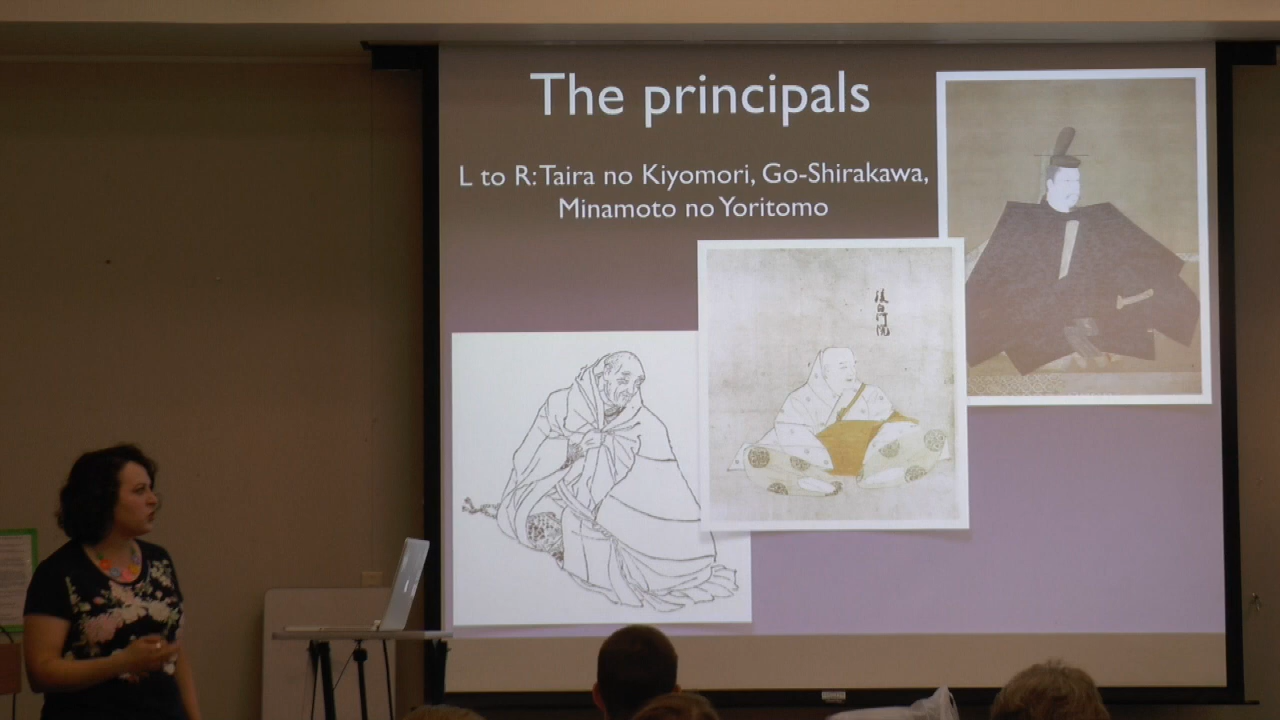 The principals
L to R: Taira no Kiyomori, Go-Shirakawa,
Minamoto no Yoritomo